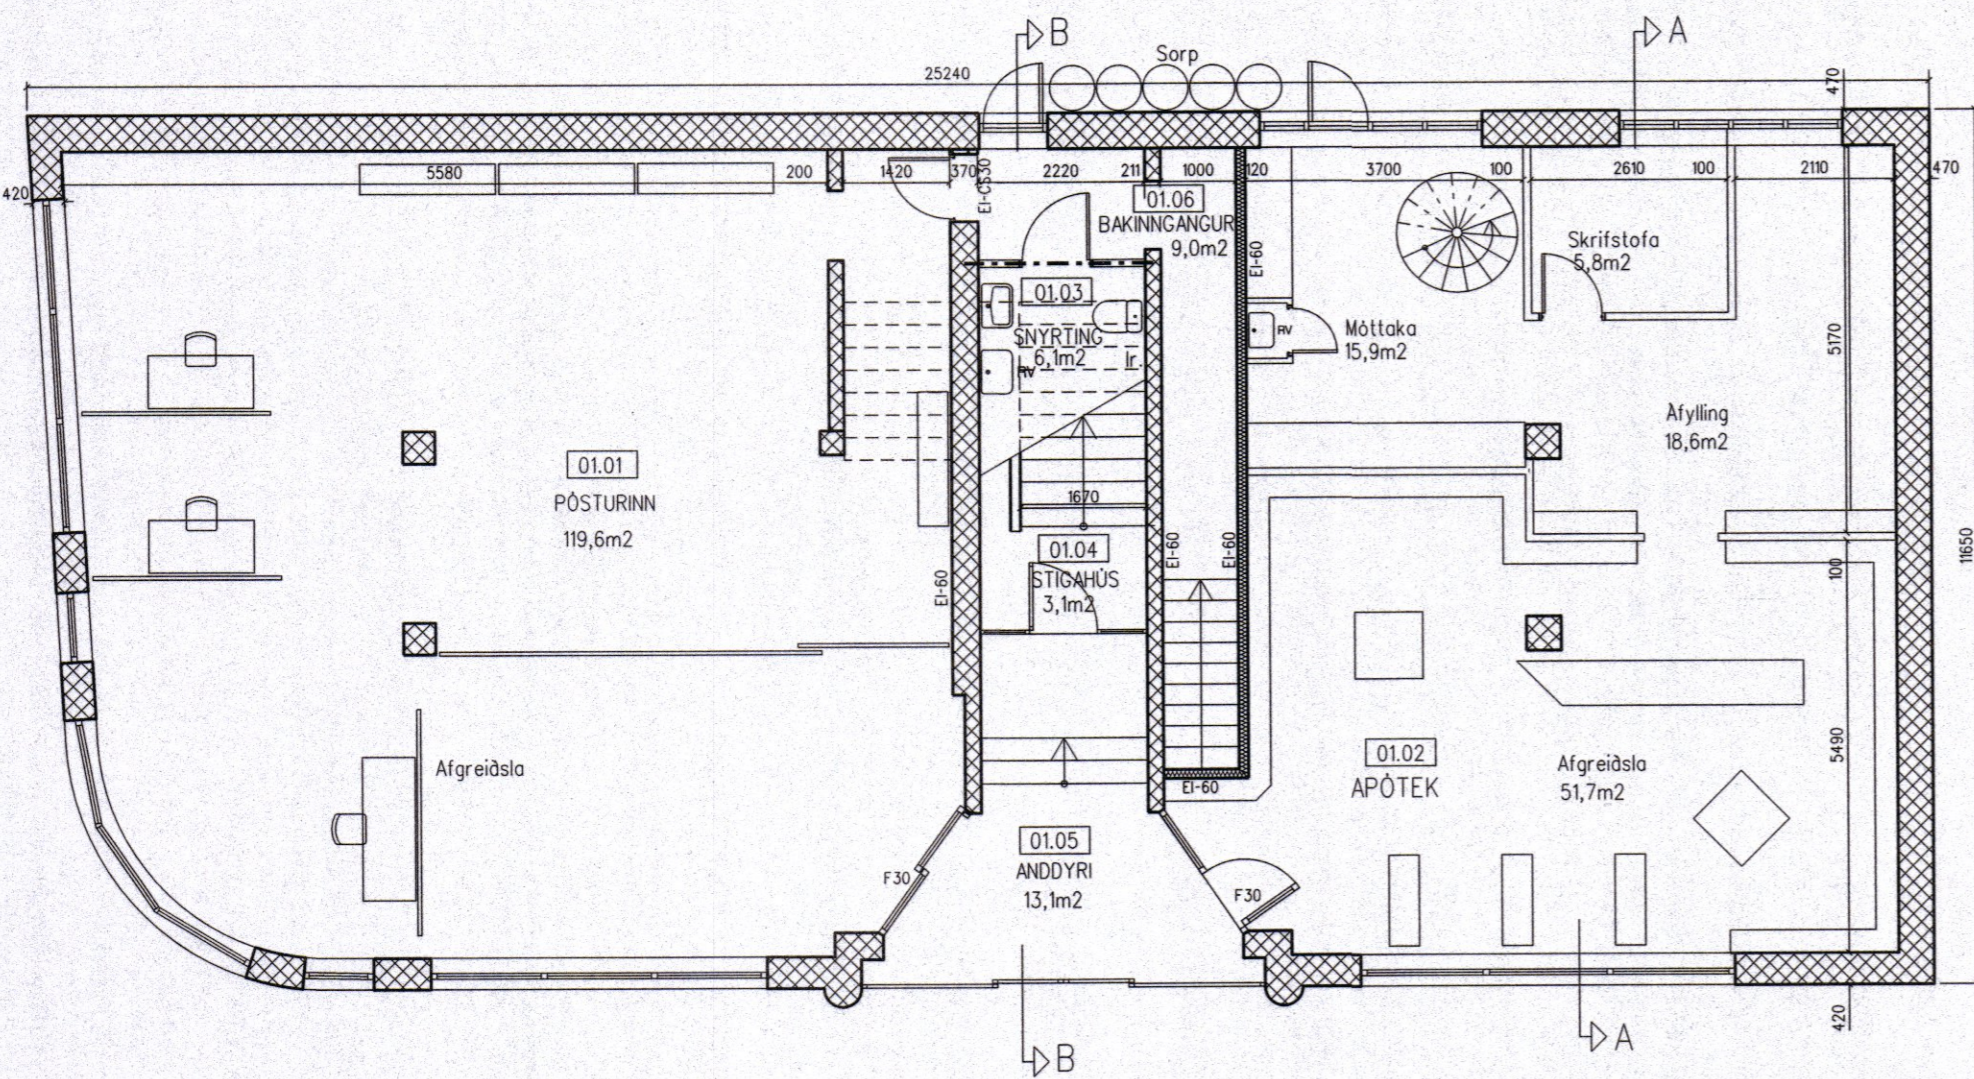 B
A
Sorp
25240
470
5580
200
1420
370
2220
211
1000
120
3700
100
2610
100
2110
470
420
EI-CS30
01.06
BAKINNGANGUR
9,0m2
EI-60
Skrifstofa
5,8m2
01.03
SNYRTING
6,1m2
RV
Ir.
RV
Móttaka
15,9m2
5170
Áfylling
18,6m2
01.01
PÓSTURINN
119,6m2
1670
01.04
STIGAHÚS
3,1m2
EI-60
EI-60
EI-60
100
11650
Afgreiðsla
01.02
APÓTEK
Afgreiðsla
51,7m2
5490
EI-60
01.05
ANDDYRI
13,1m2
F30
F30
420
B
A